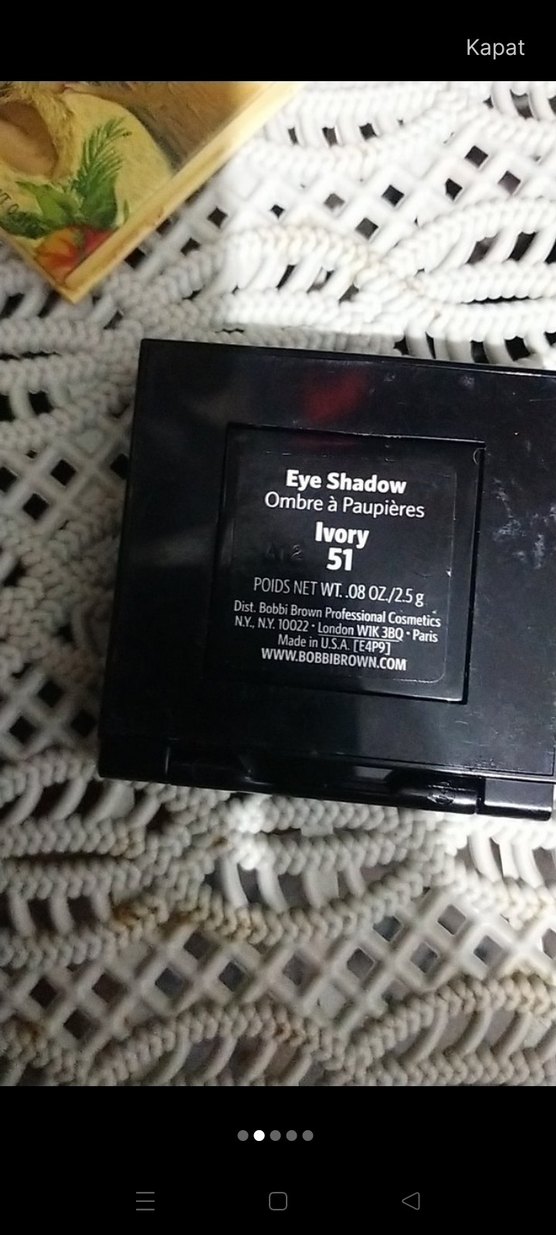 Kapat
Eye Shadow
Ombre à Paupières
Ivory
51
POIDS NET WT. .08 OZ./2.5 g
Dist. Bobbi Brown Professional Cosmetics
N.Y., N.Y. 10022 • London W1K 3BQ • Paris
Made in U.S.A. [E4P9]
WWW.BOBBIBROWN.COM